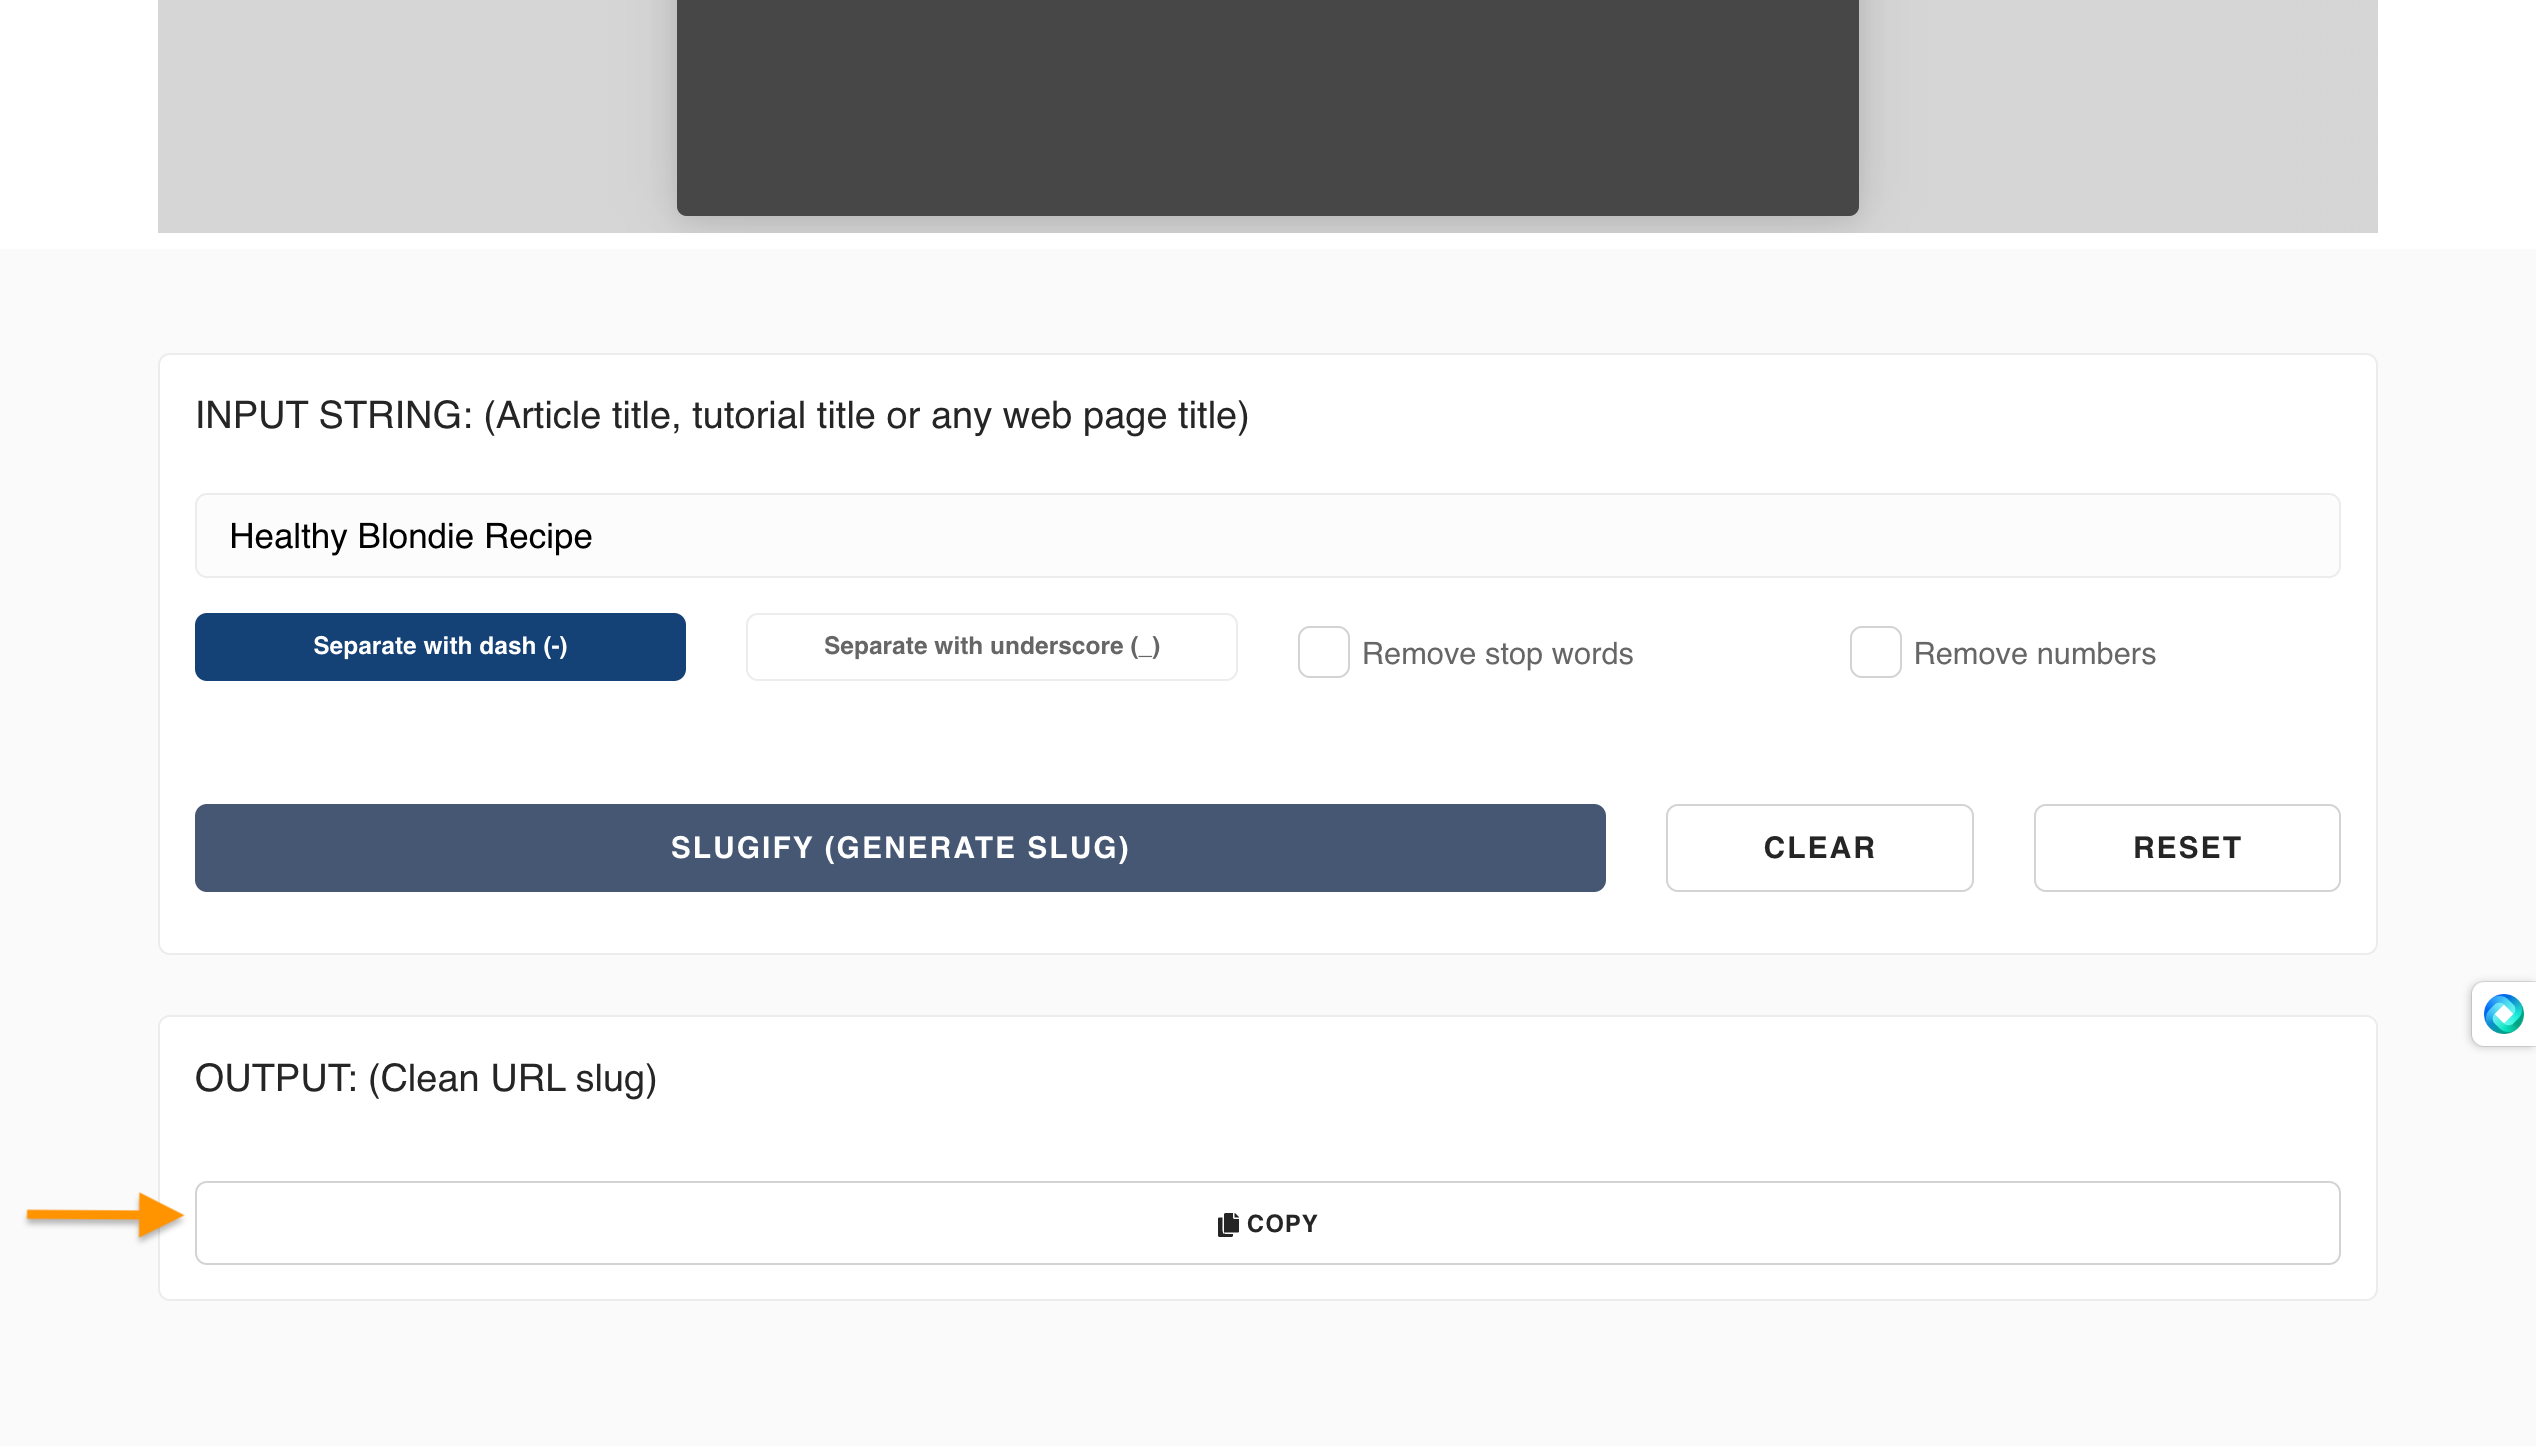 INPUT STRING: (Article title, tutorial title or any web page title)
Healthy Blondie Recipe
Separate with dash (-)
Separate with underscore (_)
Remove stop words
Remove numbers
SLUGIFY (GENERATE SLUG)
CLEAR
RESET
OUTPUT: (Clean URL slug)
COPY